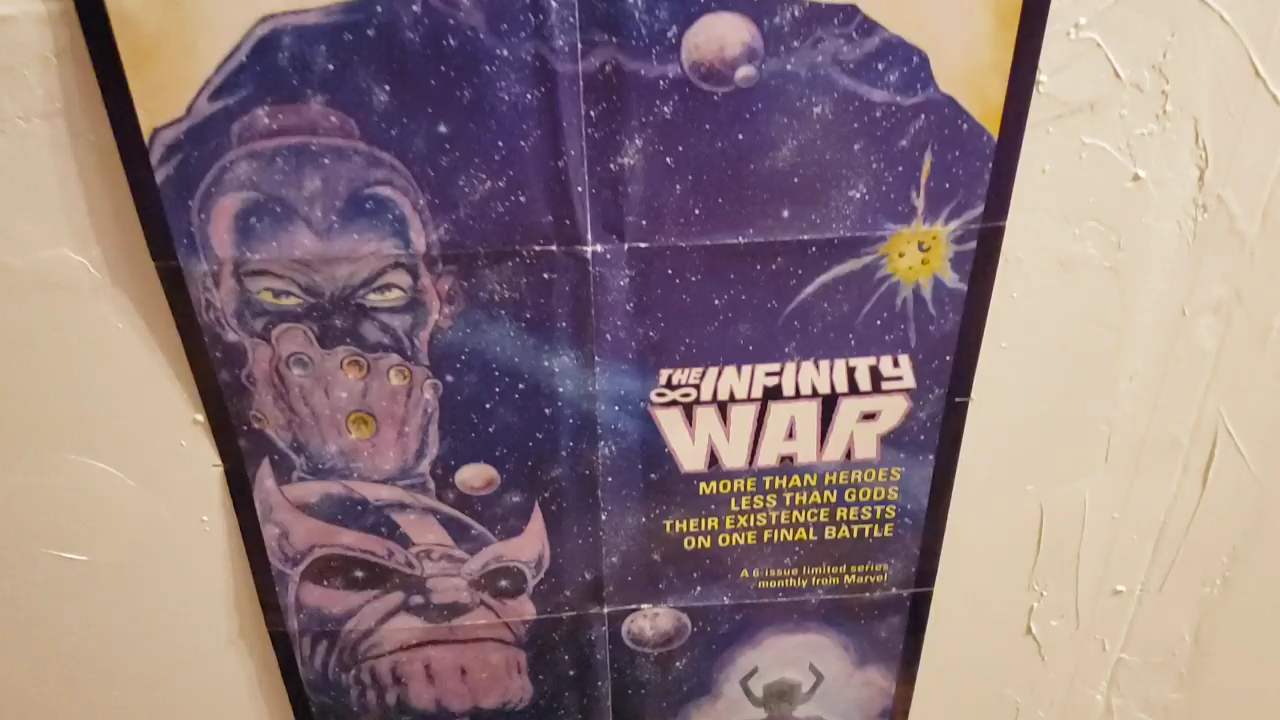 THE INFINITY
WAR
MORE THAN HEROES
LESS THAN GODS
THEIR EXISTENCE RESTS
ON ONE FINAL BATTLE
A 6-issue limited series
monthly from Marvel